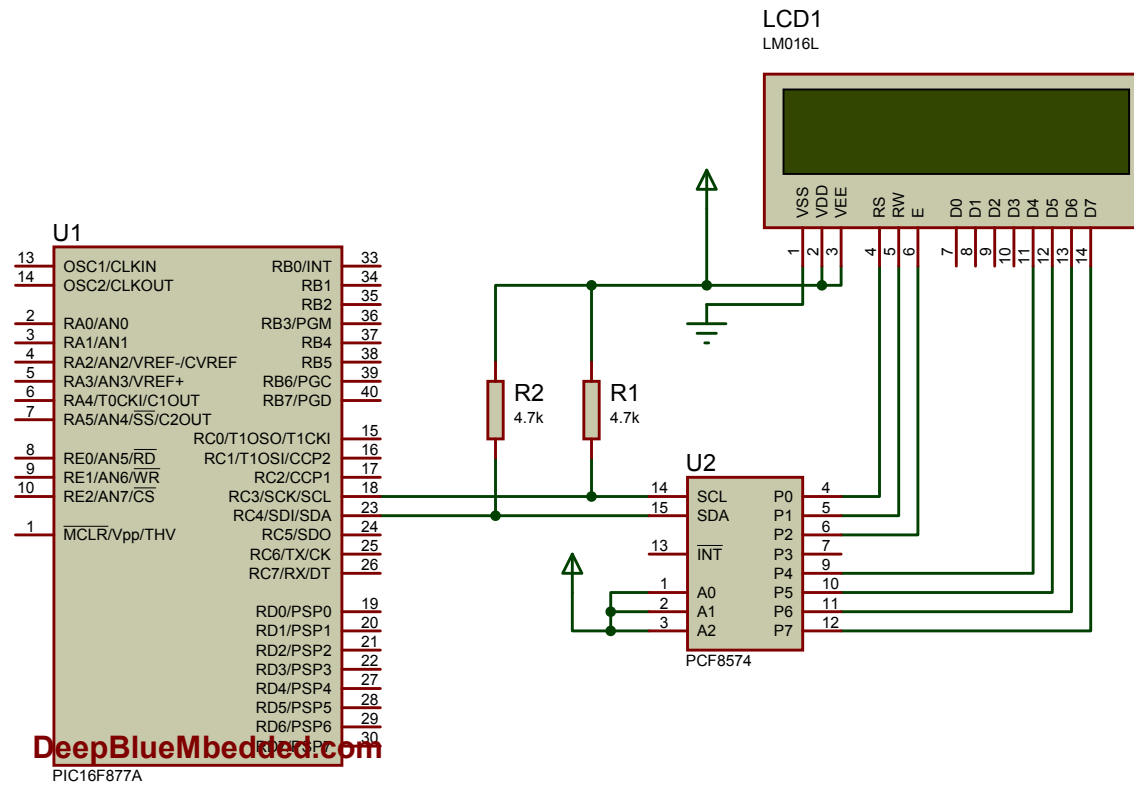 LCD1
LM016L
VSS
VDD
VEE
RS
RW
E
D0
D1
D2
D3
D4
D5
D6
D7
1
2
3
4
5
6
7
8
9
10
11
12
13
14
U1
13 OSC1/CLKIN RB0/INT 33
14 OSC2/CLKOUT RB1 34
RB2 35
2 RA0/AN0 RB3/PGM 36
3 RA1/AN1 RB4 37
4 RA2/AN2/VREF-/CVREF RB5 38
5 RA3/AN3/VREF+ RB6/PGC 39
6 RA4/T0CKI/C1OUT RB7/PGD 40
7 RA5/AN4/SS/C2OUT
RC0/T1OSO/T1CKI 15
8 RE0/AN5/RD RC1/T1OSI/CCP2 16
9 RE1/AN6/WR RC2/CCP1 17
10 RE2/AN7/CS RC3/SCK/SCL 18
RC4/SDI/SDA 23
1 MCLR/Vpp/THV RC5/SDO 24
RC6/TX/CK 25
RC7/RX/DT 26
RD0/PSP0 19
RD1/PSP1 20
RD2/PSP2 21
RD3/PSP3 22
RD4/PSP4 27
RD5/PSP5 28
RD6/PSP6 29
30
DeepBlueMbedded.com
PIC16F877A
R2
4.7k
R1
4.7k
U2
14 SCL P0 4
15 SDA P1 5
P2 6
13 INT P3 7
P4 9
1 A0 P5 10
2 A1 P6 11
3 A2 P7 12
PCF8574